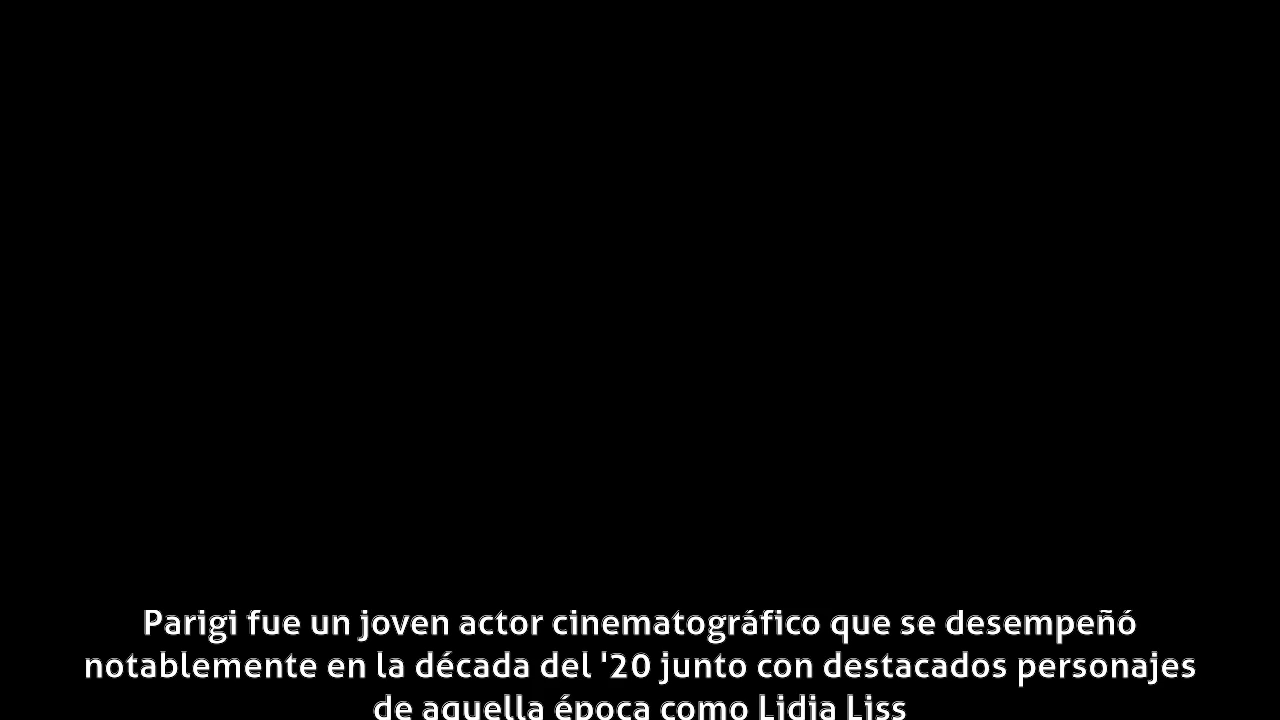 Parigi fue un joven actor cinematográfico que se desempeñó
notablemente en la década del '20 junto con destacados personajes
de aquella época como Lidia Liss